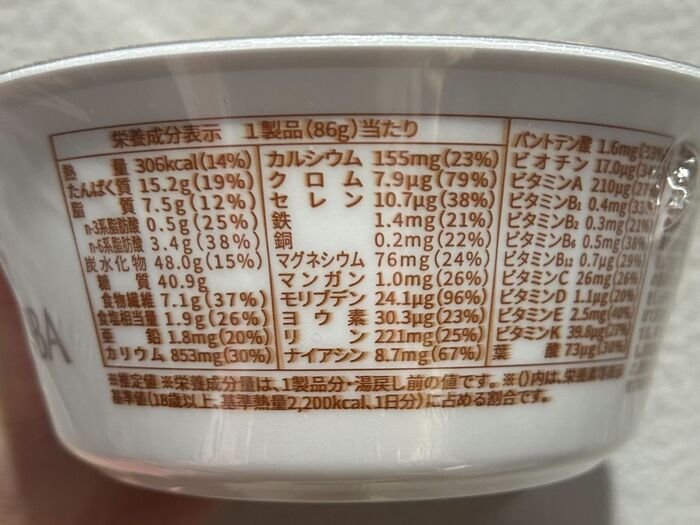 栄養成分表示 1製品(86g)当たり
熱量 306kcal(14%)
たんぱく質 15.2g(19%)
脂質 7.5g(12%)
n-3系脂肪酸 0.5g(25%)
n-6系脂肪酸 3.4g(38%)
炭水化物 48.0g(15%)
糖質 40.9g
食物繊維 7.1g(37%)
食塩相当量 1.9g(26%)
亜鉛 1.8mg(20%)
カリウム 853mg(30%)
カルシウム 155mg(23%)
クロム 7.9μg(79%)
セレン 10.7μg(38%)
鉄 1.4mg(21%)
銅 0.2mg(22%)
マグネシウム 76mg(24%)
マンガン 1.0mg(26%)
モリブデン 24.1μg(96%)
ヨウ素 30.3μg(23%)
リン 221mg(25%)
ナイアシン 8.7mg(67%)
パントテン酸 1.6mg(33%)
ビオチン 17.0μg(34
ビタミンA 210μg(27%)
ビタミンB1 0.4mg(33%)
ビタミンB2 0.3mg(21%)
ビタミンB6 0.5mg(38%)
ビタミンB12 0.7μg(29%)
ビタミンC 26mg(26%)
ビタミンD 1.1μg(20%)
ビタミンE 2.5mg(40%)
ビタミンK 39.8μg(27%)
葉酸 73μg(30%)
※推定値 ※栄養成分量は、1製品分・湯戻し前の値です。※()内は、栄養素等表示
基準値(18歳以上、基準熱量2,200kcal、1日分)に占める割合です。
BA